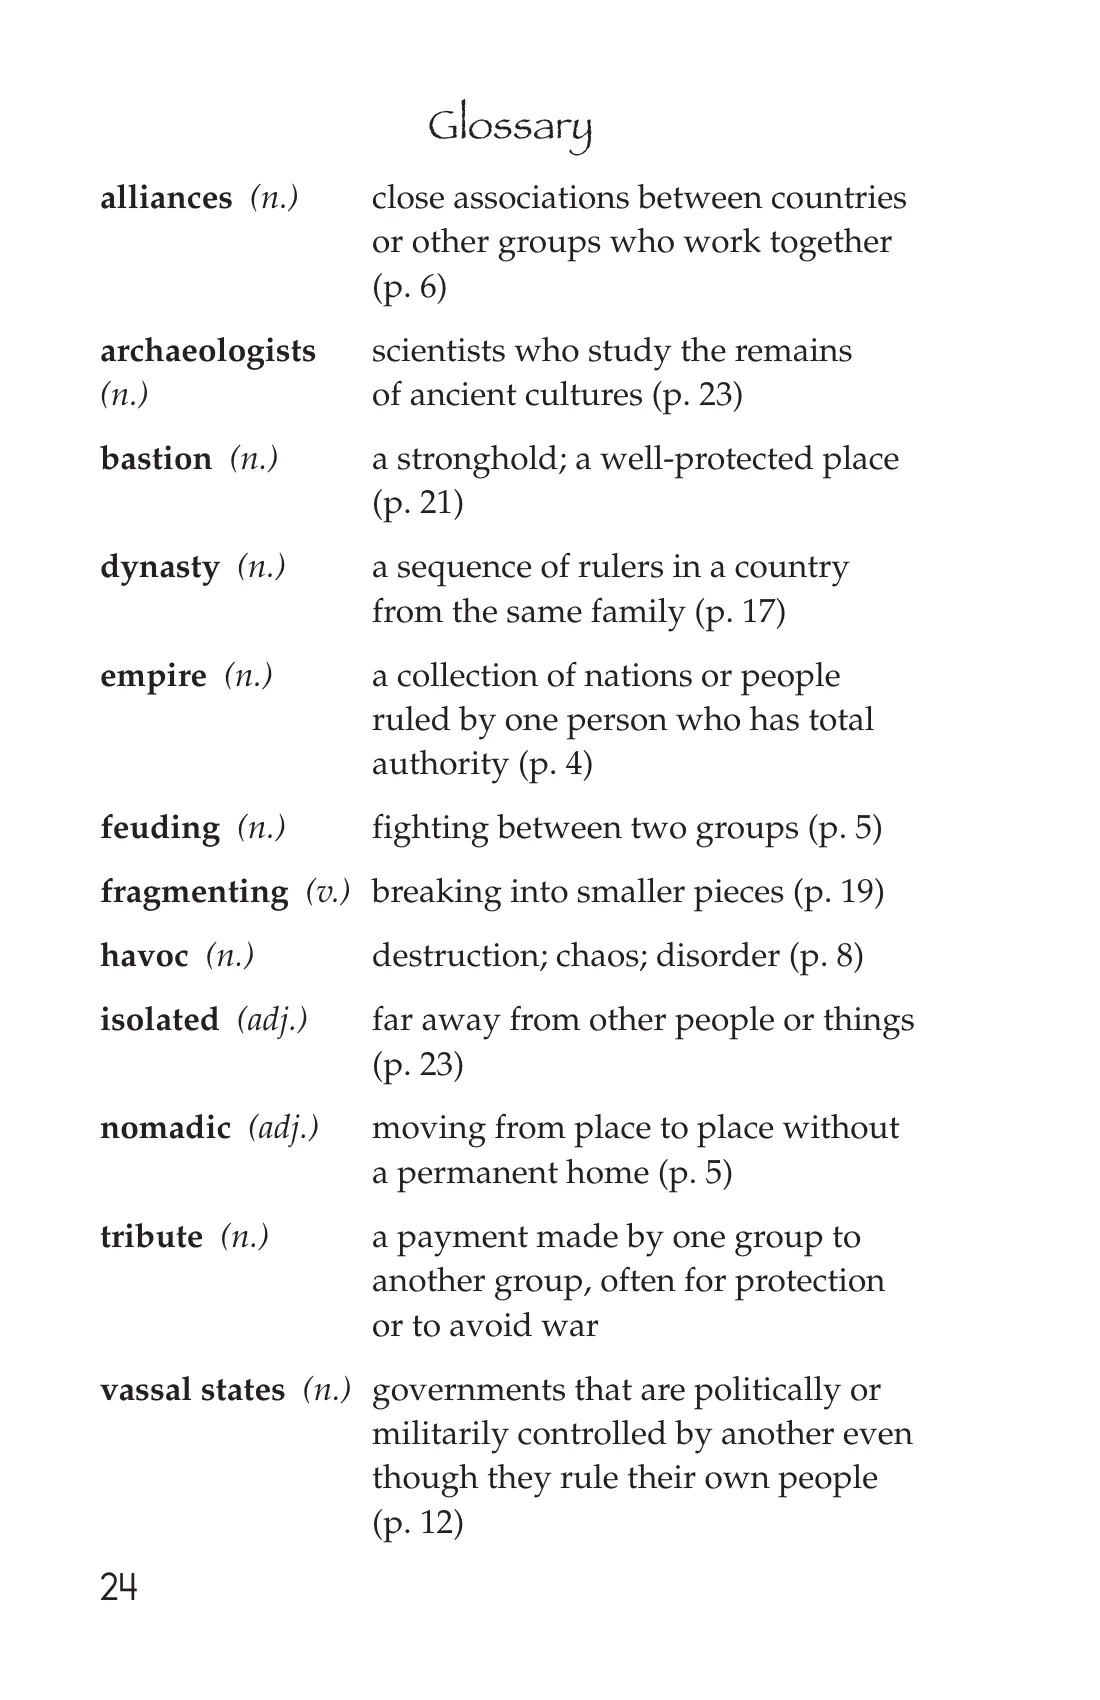 Glossary
alliances (n.) close associations between countries
or other groups who work together
(p. 6)
archaeologists scientists who study the remains
(n.) of ancient cultures (p. 23)
bastion (n.) a stronghold; a well-protected place
(p. 21)
dynasty (n.) a sequence of rulers in a country
from the same family (p. 17)
empire (n.) a collection of nations or people
ruled by one person who has total
authority (p. 4)
feuding (n.) fighting between two groups (p. 5)
fragmenting (v.) breaking into smaller pieces (p. 19)
havoc (n.) destruction; chaos; disorder (p. 8)
isolated (adj.) far away from other people or things
(p. 23)
nomadic (adj.) moving from place to place without
a permanent home (p. 5)
tribute (n.) a payment made by one group to
another group, often for protection
or to avoid war
vassal states (n.) governments that are politically or
militarily controlled by another even
though they rule their own people
(p. 12)
24